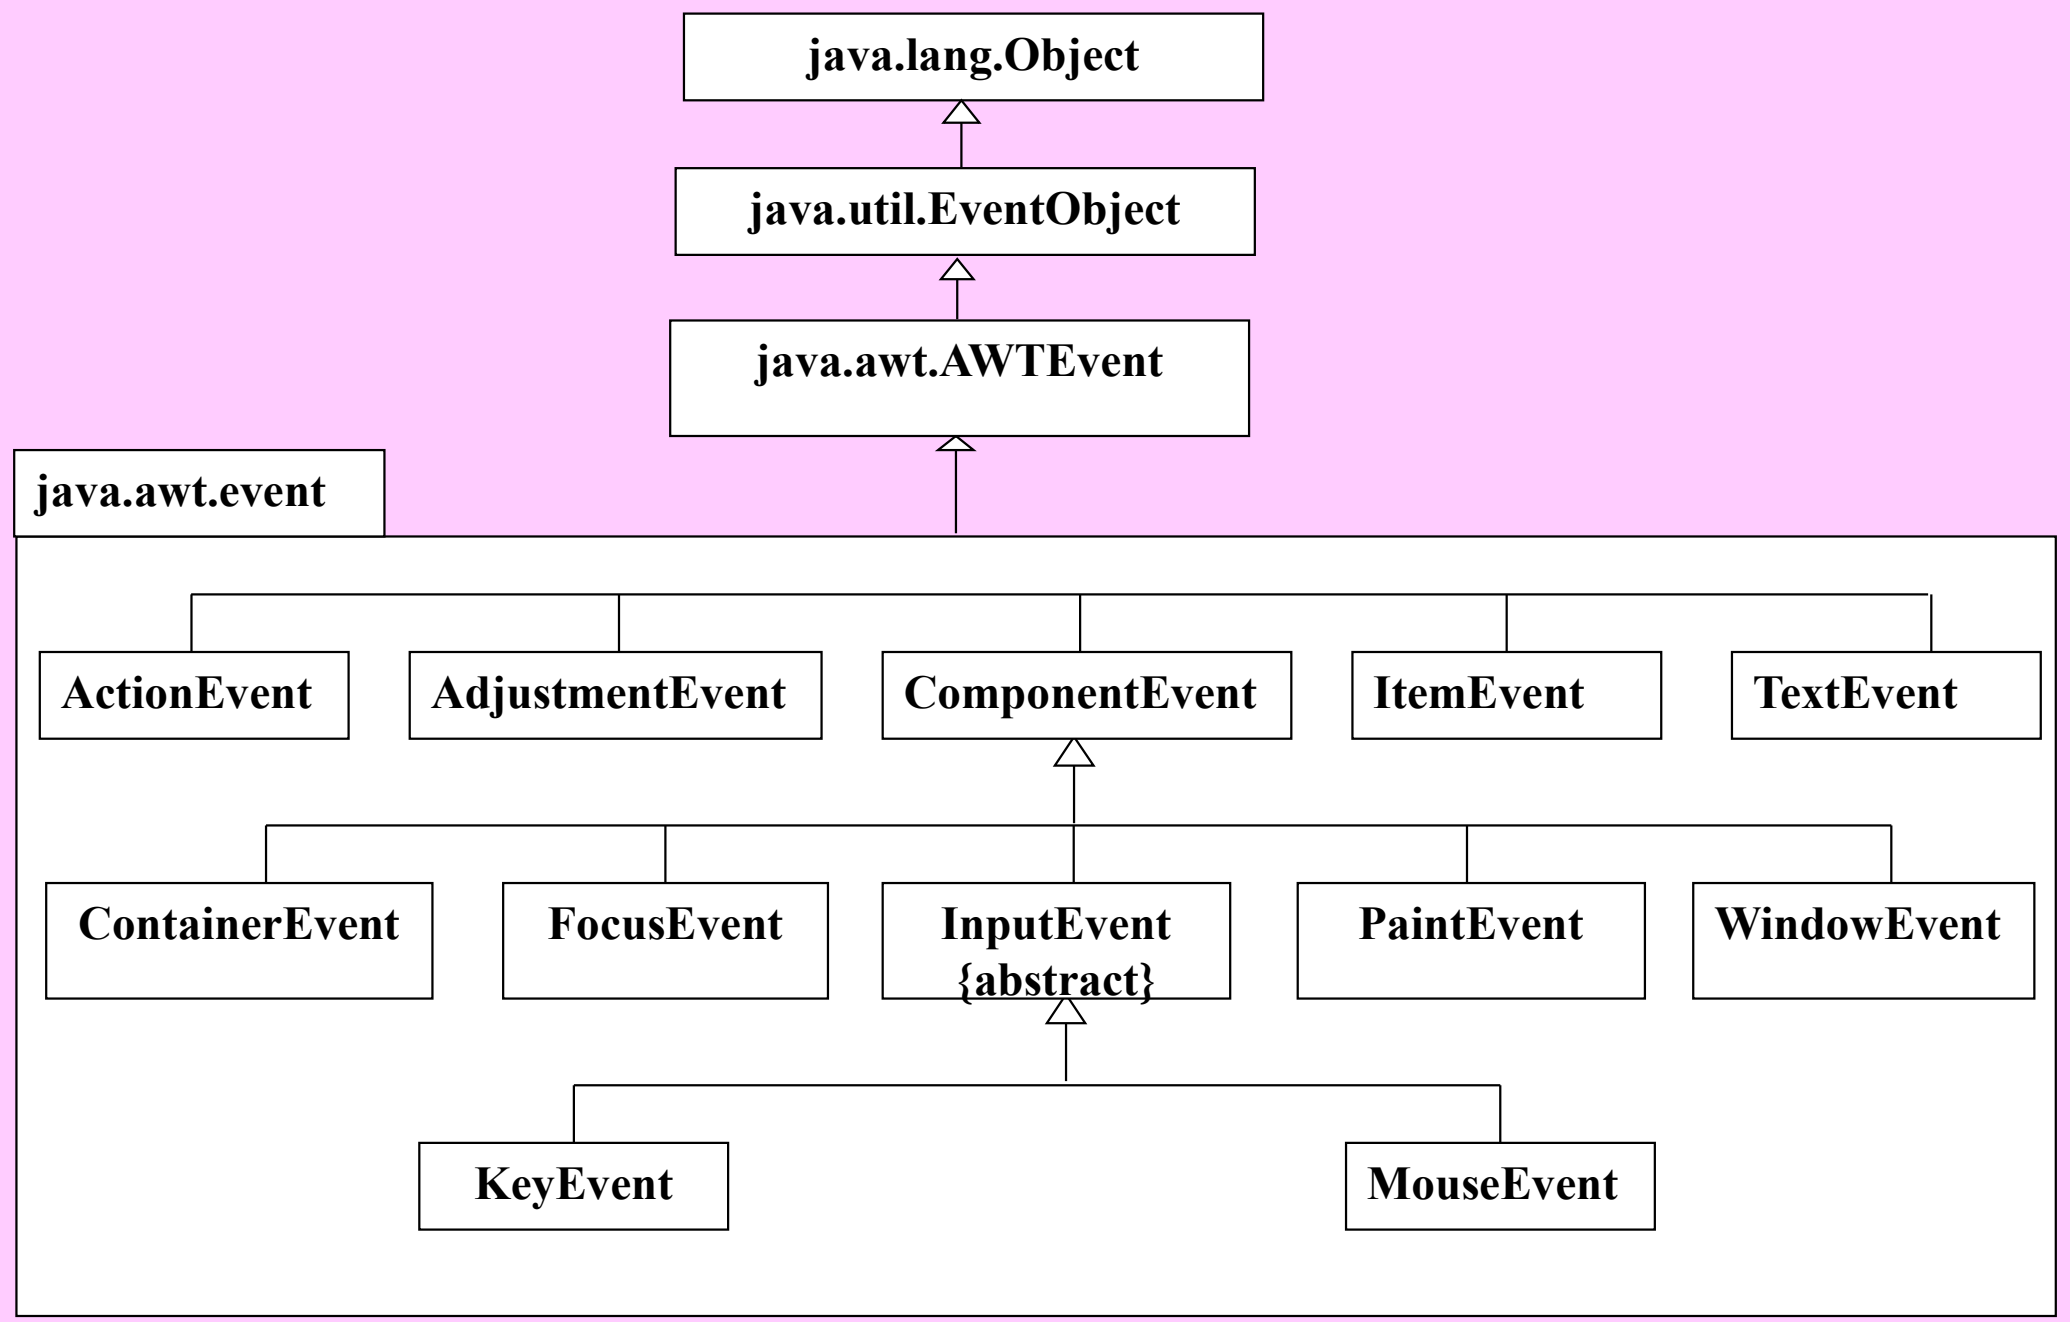 java.lang.Object
java.util.EventObject
java.awt.AWTEvent
java.awt.event
ActionEvent
AdjustmentEvent
ComponentEvent
ItemEvent
TextEvent
ContainerEvent
FocusEvent
InputEvent
{abstract}
PaintEvent
WindowEvent
KeyEvent
MouseEvent